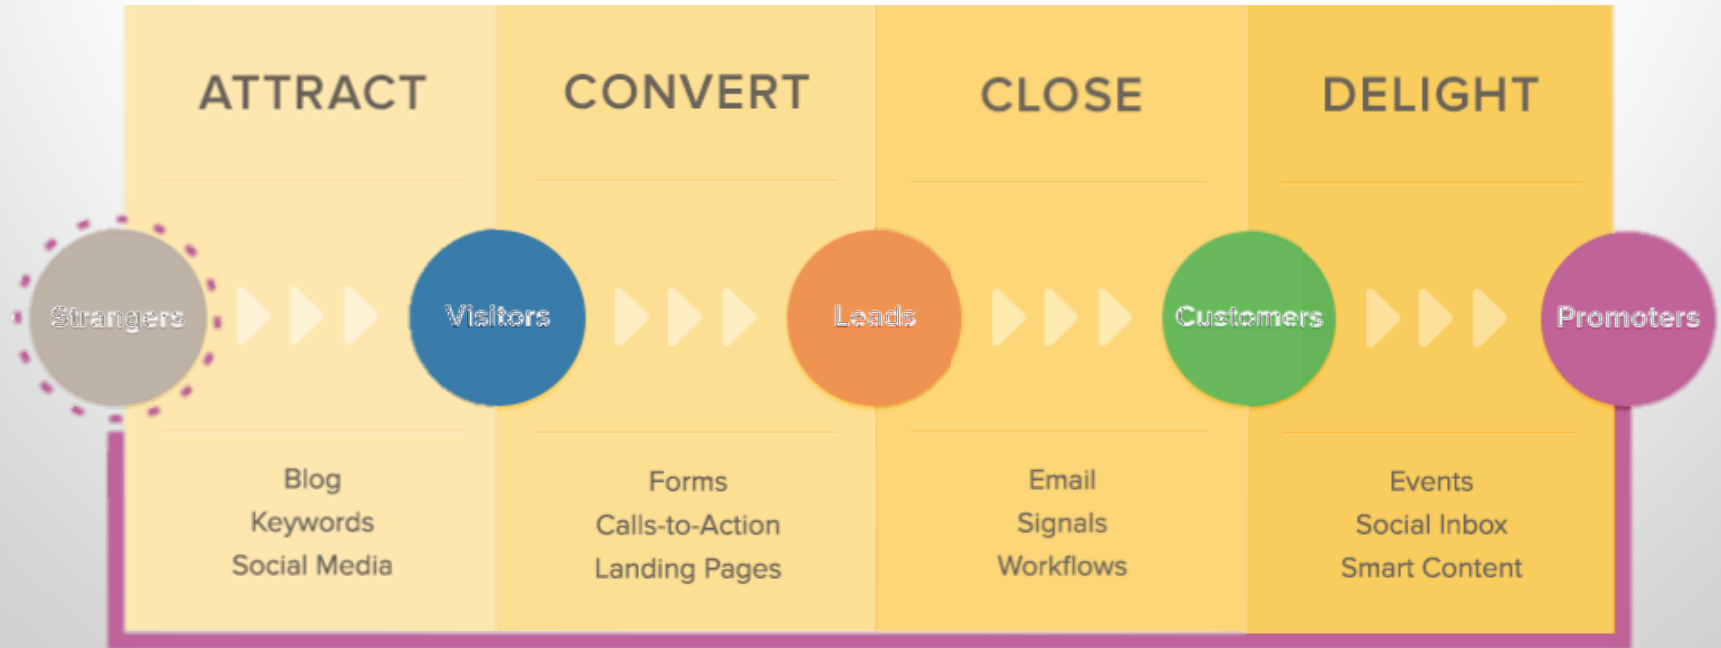 ATTRACT
CONVERT
CLOSE
DELIGHT
Strangers
Visitors
Leads
Customers
Promoters
Blog
Keywords
Social Media
Forms
Calls-to-Action
Landing Pages
Email
Signals
Workflows
Events
Social Inbox
Smart Content